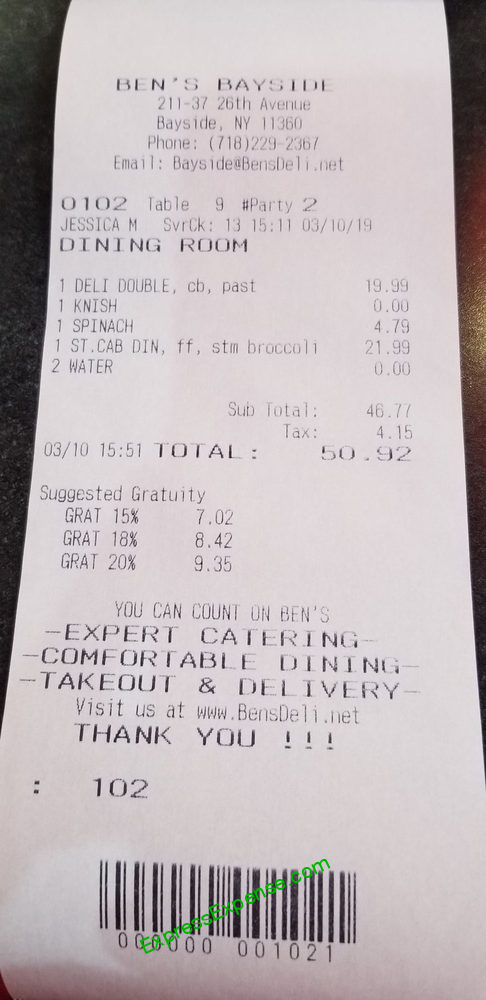 BEN'S BAYSIDE
211-37 26th Avenue
Bayside, NY 11360
Phone: (718)229-2367
Email: Bayside@BensDeli.net
0102 Table 9 #Party 2
JESSICA M SvrCk: 13 15:11 03/10/19
DINING ROOM
1 DELI DOUBLE, cb, past 19.99
1 KNISH 0.00
1 SPINACH 4.79
1 ST.CAB DIN, ff, stm broccoli 21.99
2 WATER 0.00
Sub Total: 46.77
Tax: 4.15
03/10 15:51 TOTAL: 50.92
Suggested Gratuity
GRAT 15% 7.02
GRAT 18% 8.42
GRAT 20% 9.35
YOU CAN COUNT ON BEN'S
-EXPERT CATERING-
-COMFORTABLE DINING-
-TAKEOUT & DELIVERY-
Visit us at www.BensDeli.net
THANK YOU !!!
: 102
ExpressExpense.com
000000 001021